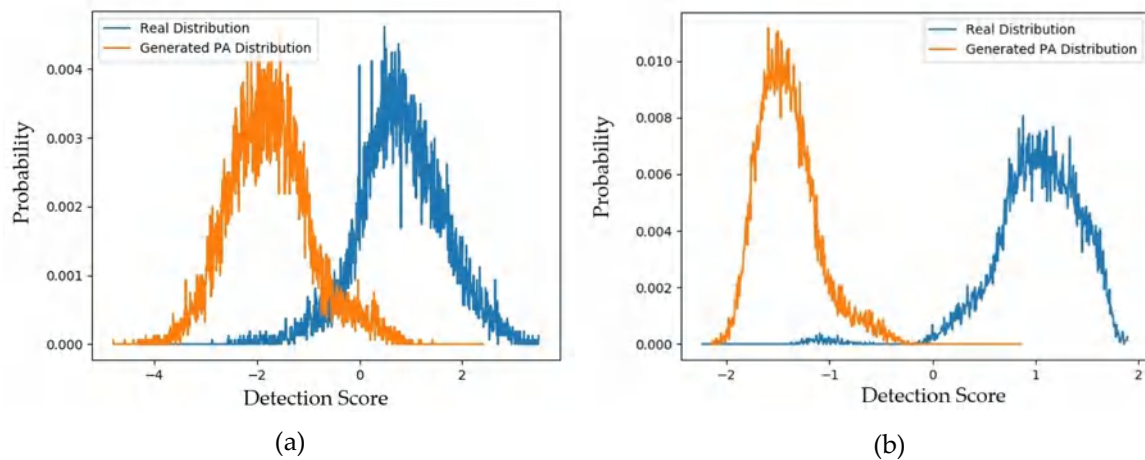 Real Distribution
Generated PA Distribution
0.004
0.003
0.002
0.001
0.000
Probability
−4
−2
0
2
Detection Score
(a)
Real Distribution
Generated PA Distribution
0.010
0.008
0.006
0.004
0.002
0.000
Probability
−2
−1
0
1
2
Detection Score
(b)